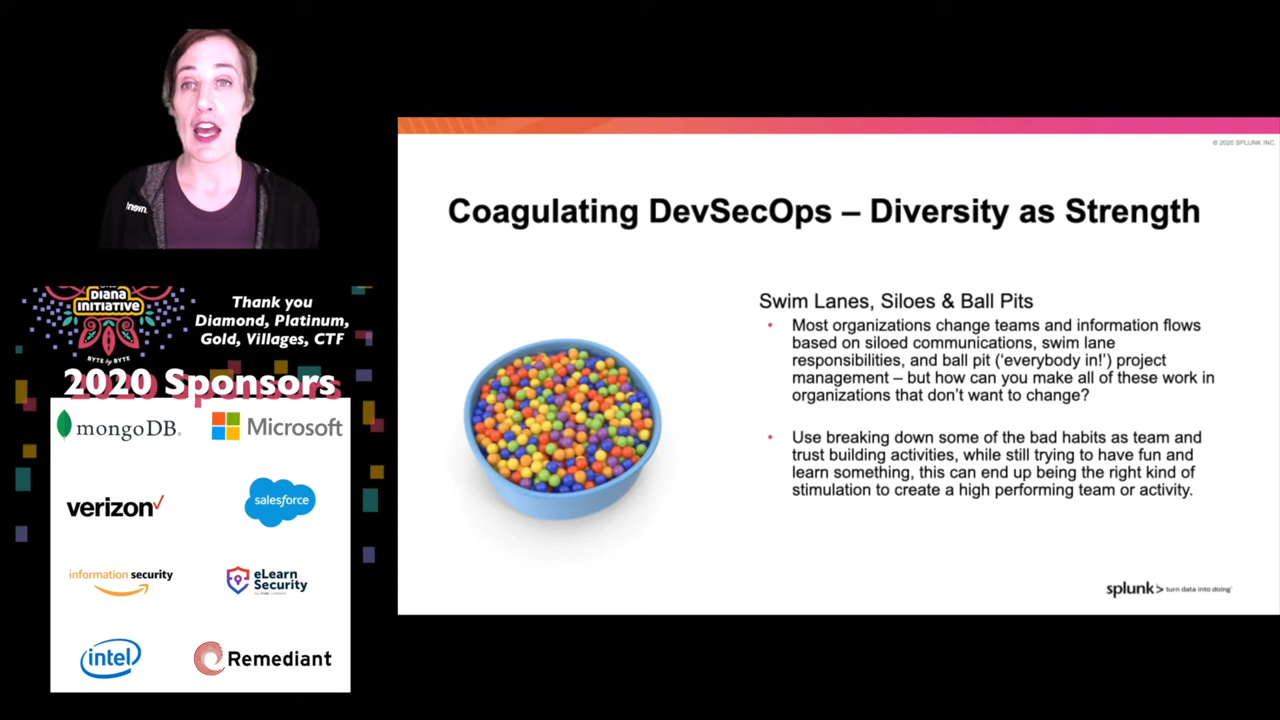 © 2020 SPLUNK INC.
Coagulating DevSecOps – Diversity as Strength
Swim Lanes, Siloes & Ball Pits
• Most organizations change teams and information flows
based on siloed communications, swim lane
responsibilities, and ball pit (‘everybody in!’) project
management – but how can you make all of these work in
organizations that don’t want to change?
• Use breaking down some of the bad habits as team and
trust building activities, while still trying to have fun and
learn something, this can end up being the right kind of
stimulation to create a high performing team or activity.
splunk> turn data into doing
DIANA
INITIATIVE
BYTE by BYTE
Thank you
Diamond, Platinum,
Gold, Villages, CTF
2020 Sponsors
mongoDB.
Microsoft
verizon
salesforce
information security
eLearn
Security
intel
Remediant